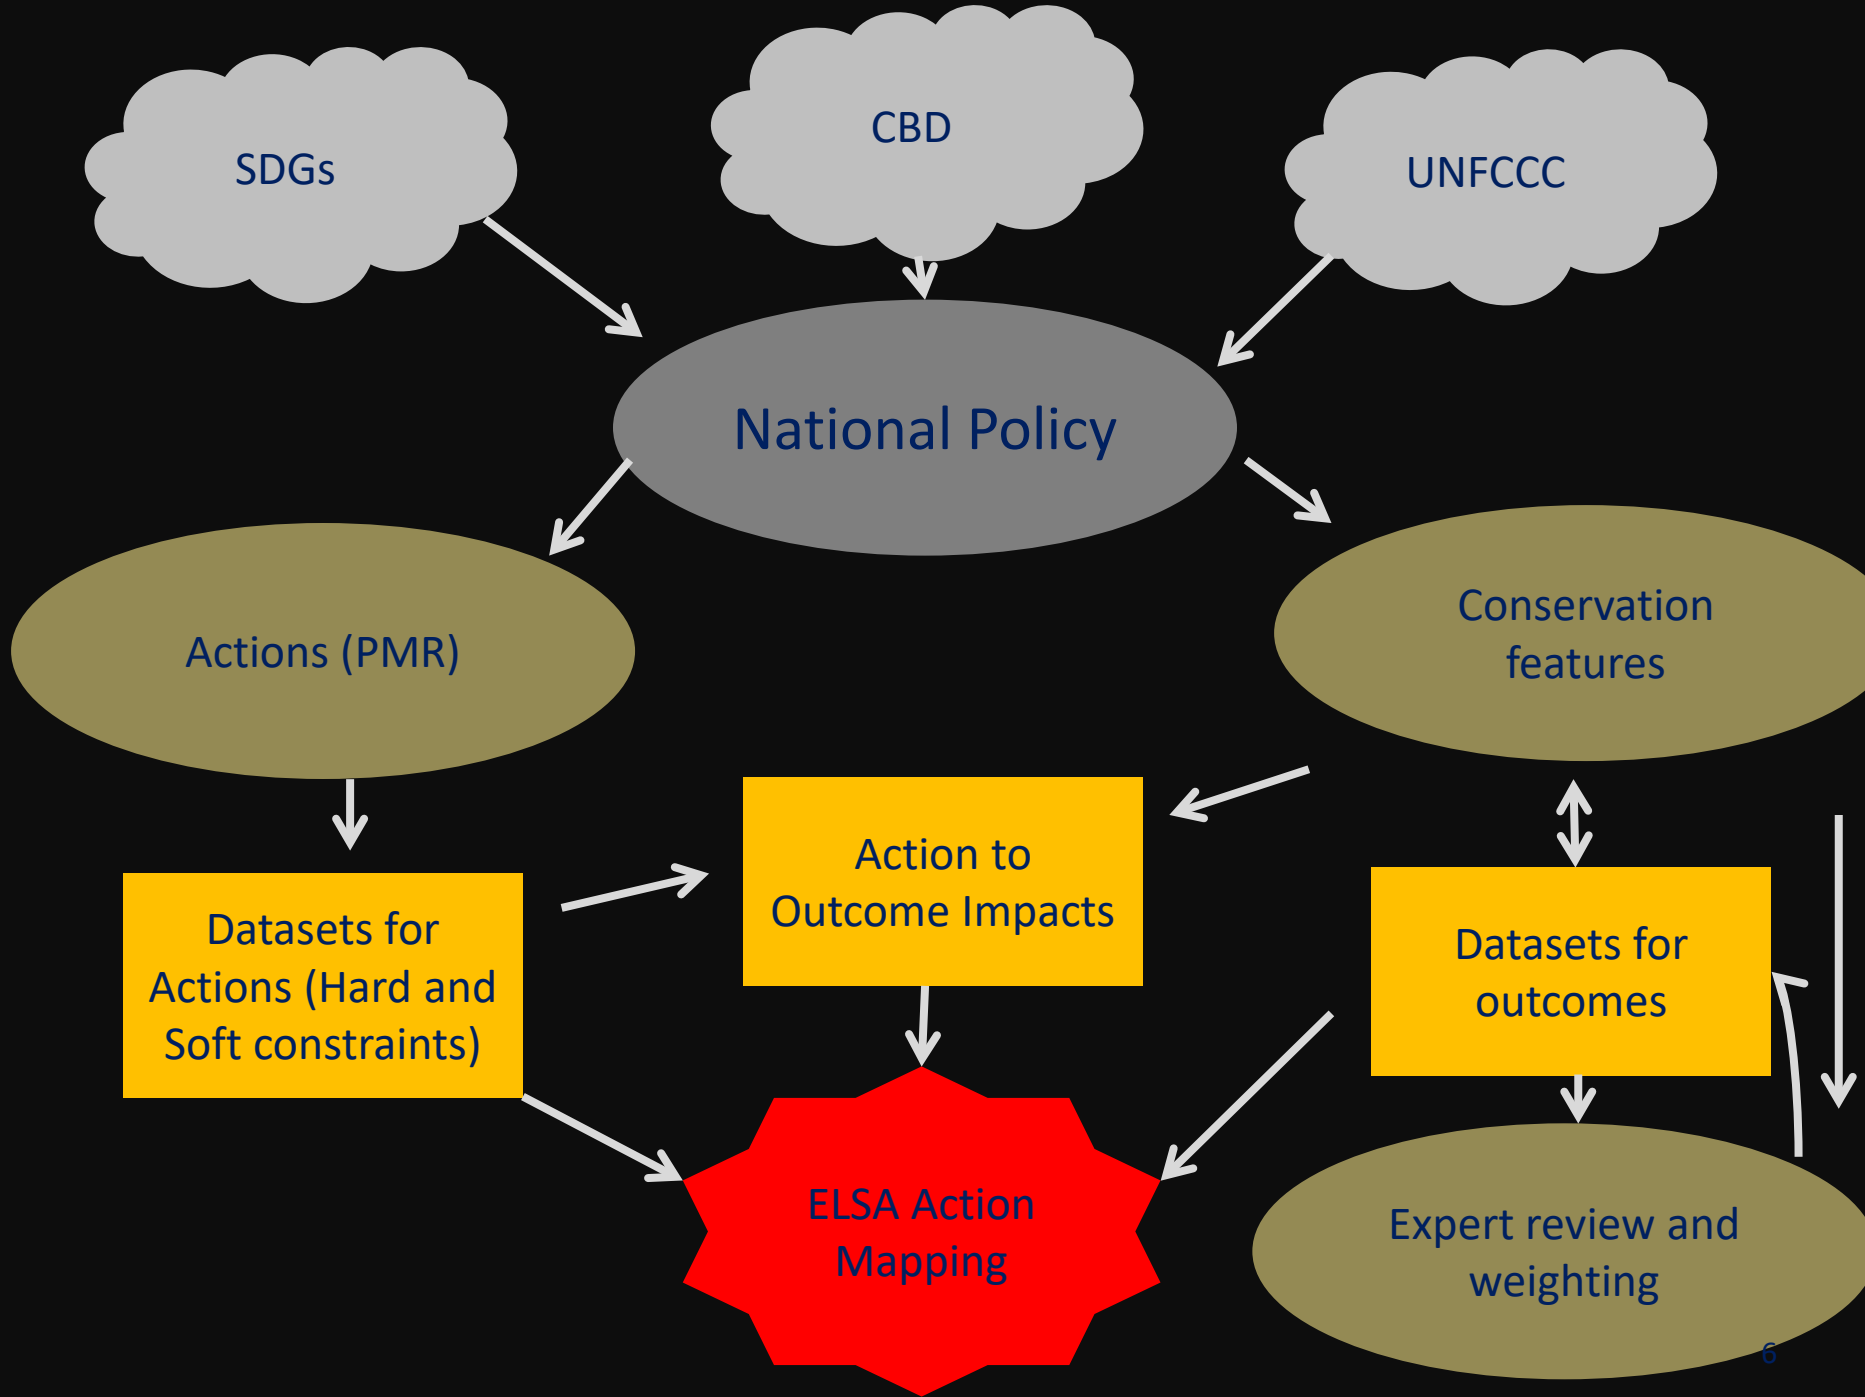 SDGs
CBD
UNFCCC
National Policy
Actions (PMR)
Conservation
features
Action to
Outcome Impacts
Datasets for
Actions (Hard and
Soft constraints)
Datasets for
outcomes
ELSA Action
Mapping
Expert review and
weighting
6